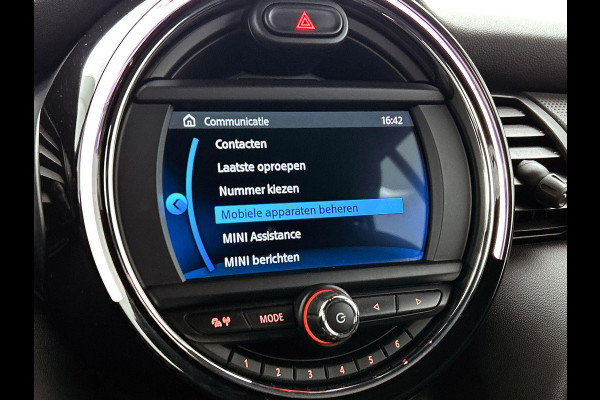 Communicatie 16:42
Contacten
Laatste oproepen
Nummer kiezen
Mobiele apparaten beheren
MINI Assistance
MINI berichten
MODE
1 2 3 4 5 6